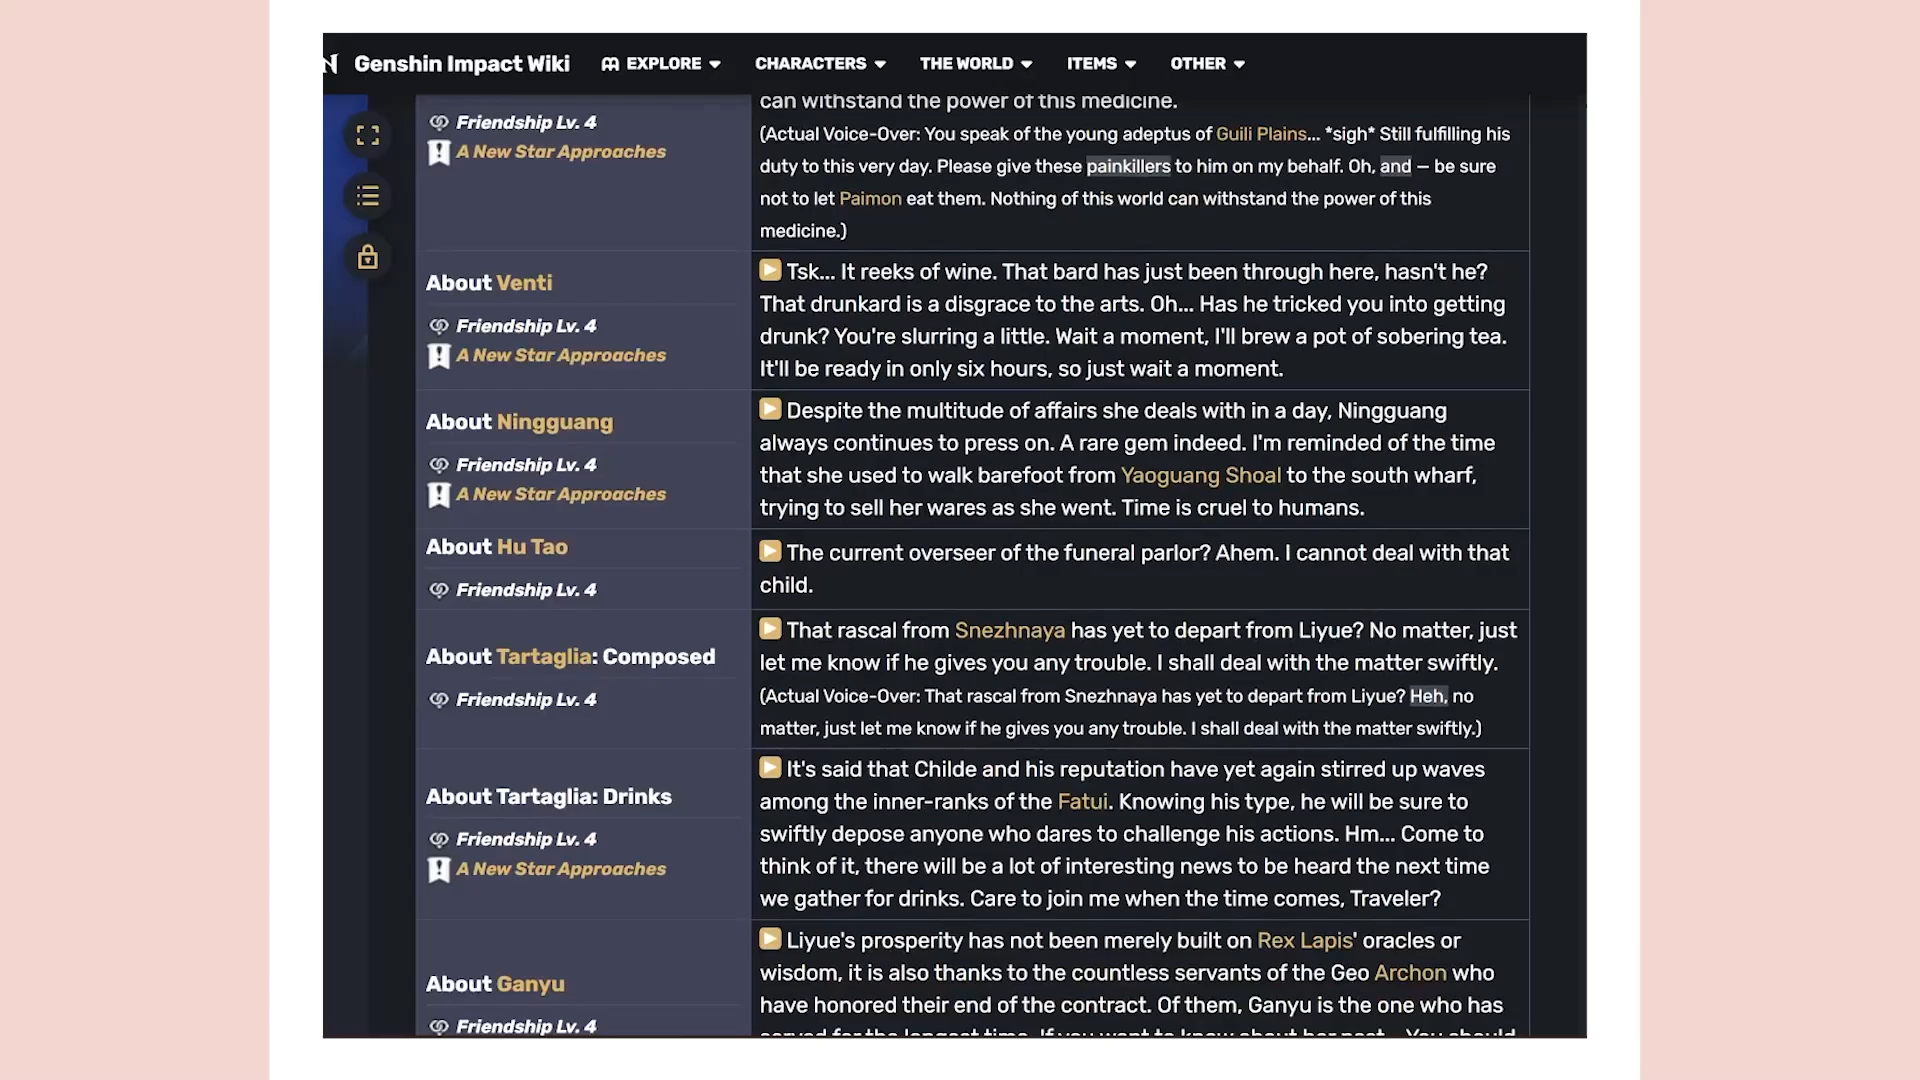 Genshin Impact Wiki EXPLORE CHARACTERS THE WORLD ITEMS OTHER
can withstand the power of this medicine.
Friendship Lv. 4
A New Star Approaches
(Actual Voice-Over: You speak of the young adeptus of Guili Plains... *sigh* Still fulfilling his
duty to this very day. Please give these painkillers to him on my behalf. Oh, and — be sure
not to let Paimon eat them. Nothing of this world can withstand the power of this
medicine.)
About Venti
Friendship Lv. 4
A New Star Approaches
Tsk... It reeks of wine. That bard has just been through here, hasn't he?
That drunkard is a disgrace to the arts. Oh... Has he tricked you into getting
drunk? You're slurring a little. Wait a moment, I'll brew a pot of sobering tea.
It'll be ready in only six hours, so just wait a moment.
About Ningguang
Friendship Lv. 4
A New Star Approaches
Despite the multitude of affairs she deals with in a day, Ningguang
always continues to press on. A rare gem indeed. I'm reminded of the time
that she used to walk barefoot from Yaoguang Shoal to the south wharf,
trying to sell her wares as she went. Time is cruel to humans.
About Hu Tao
Friendship Lv. 4
The current overseer of the funeral parlor? Ahem. I cannot deal with that
child.
About Tartaglia: Composed
Friendship Lv. 4
That rascal from Snezhnaya has yet to depart from Liyue? No matter, just
let me know if he gives you any trouble. I shall deal with the matter swiftly.
(Actual Voice-Over: That rascal from Snezhnaya has yet to depart from Liyue? Heh, no
matter, just let me know if he gives you any trouble. I shall deal with the matter swiftly.)
About Tartaglia: Drinks
Friendship Lv. 4
A New Star Approaches
It's said that Childe and his reputation have yet again stirred up waves
among the inner-ranks of the Fatui. Knowing his type, he will be sure to
swiftly depose anyone who dares to challenge his actions. Hm... Come to
think of it, there will be a lot of interesting news to be heard the next time
we gather for drinks. Care to join me when the time comes, Traveler?
About Ganyu
Friendship Lv. 4
Liyue's prosperity has not been merely built on Rex Lapis' oracles or
wisdom, it is also thanks to the countless servants of the Geo Archon who
have honored their end of the contract. Of them, Ganyu is the one who has
served for the longest time. If you want to know about her past... You should